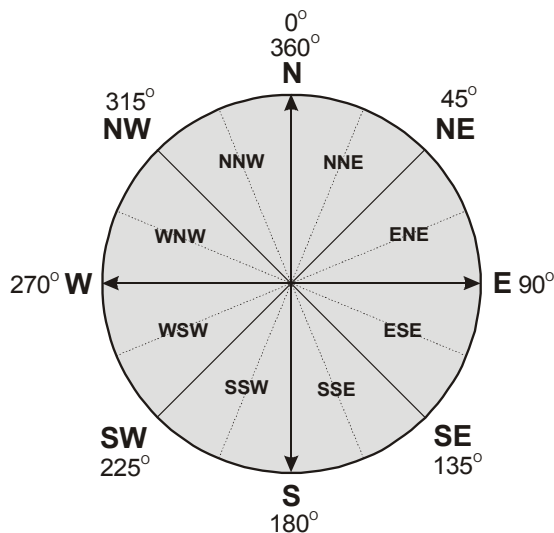 0°
360°
N
315°
NW
45°
NE
NNW
NNE
WNW
ENE
270° W
E 90°
WSW
ESE
SSW
SSE
SW
225°
SE
135°
S
180°